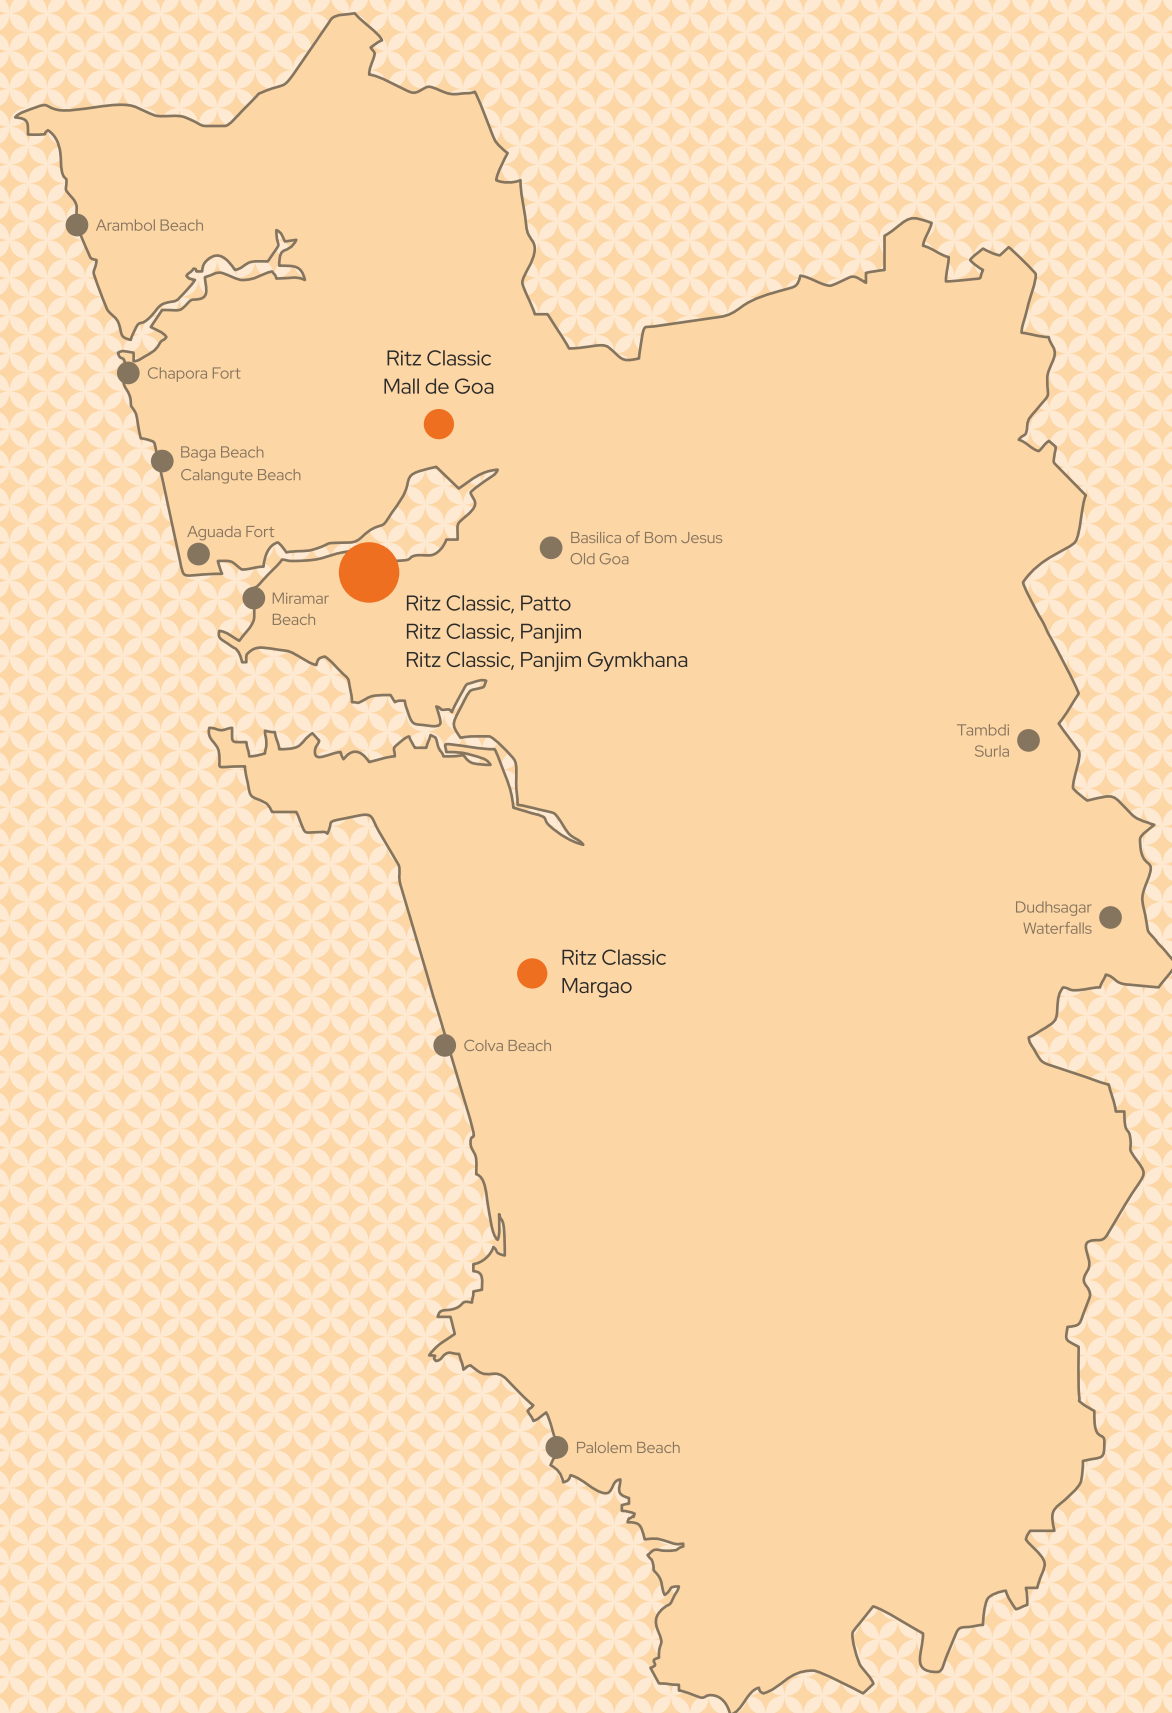 Arambol Beach
Ritz Classic
Mall de Goa
Chapora Fort
Baga Beach
Calangute Beach
Aguada Fort
Basilica of Bom Jesus
Old Goa
Miramar
Beach
Ritz Classic, Patto
Ritz Classic, Panjim
Ritz Classic, Panjim Gymkhana
Tambdi
Surla
Dudhsagar
Waterfalls
Ritz Classic
Margao
Colva Beach
Palolem Beach